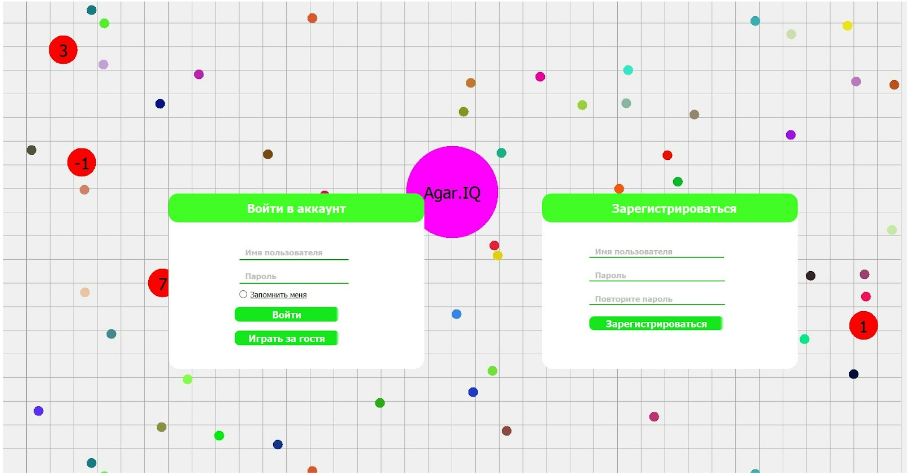 3
-1
Agar.IQ
Войти в аккаунт
Имя пользователя
Пароль
Запомнить меня
Войти
Играть за гостя
7
Зарегистрироваться
Имя пользователя
Пароль
Повторите пароль
Зарегистрироваться
1